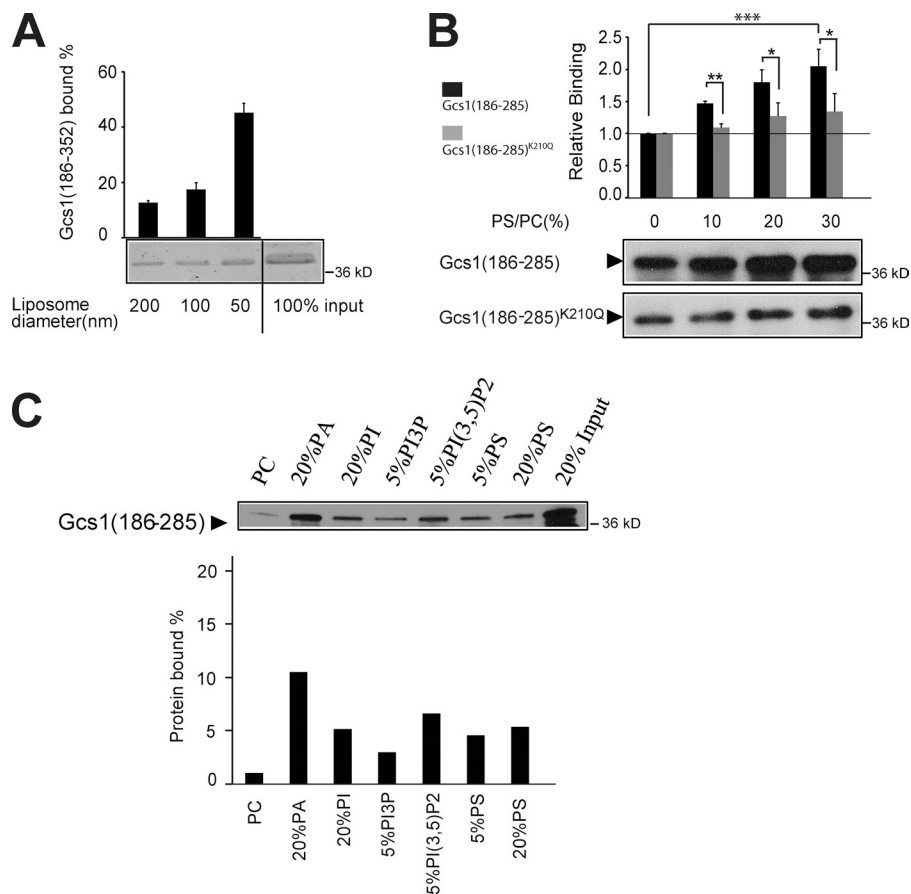 A
Gcs1(186-352) bound %
60
40
20
0
36 kD
Liposome diameter(nm)
200 100 50 100% input
B
Gcs1(186-285)
Gcs1(186-285)K210Q
Relative Binding
2.5
2.0
1.5
1.0
0.5
0.0
***
**
*
*
PS/PC(%) 0 10 20 30
Gcs1(186-285)
36 kD
Gcs1(186-285)K210Q
36 kD
C
PC 20%PA 20%PI 5%PI3P 5%PI(3,5)P2 5%PS 20%PS 20% Input
Gcs1(186-285)
36 kD
Protein bound %
20
15
10
5
0
PC 20%PA 20%PI 5%PI3P 5%PI(3,5)P2 5%PS 20%PS